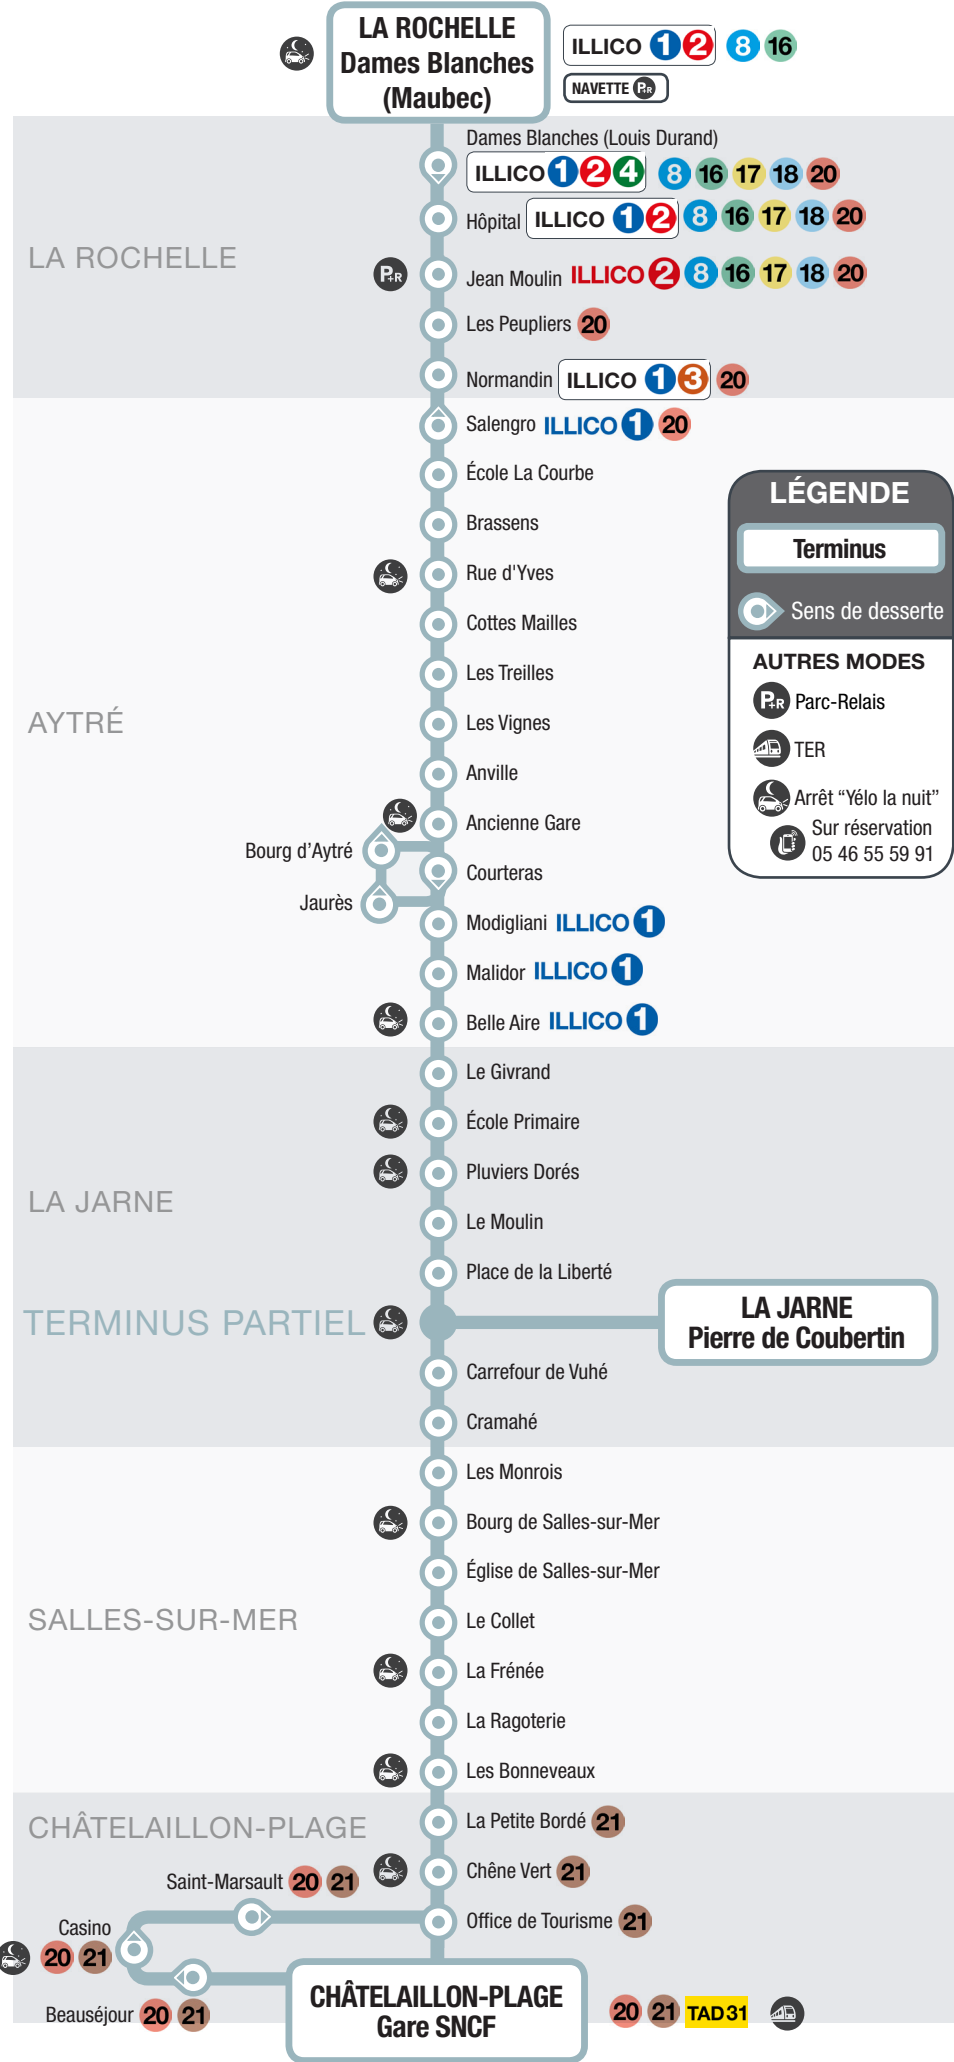 LA ROCHELLE
Dames Blanches
(Maubec)
ILLICO 1 2 8 16
NAVETTE P+R
Dames Blanches (Louis Durand)
ILLICO 1 2 4 8 16 17 18 20
Hôpital ILLICO 1 2 8 16 17 18 20
LA ROCHELLE
P+R Jean Moulin ILLICO 2 8 16 17 18 20
Les Peupliers 20
Normandin ILLICO 1 3 20
Salengro ILLICO 1 20
École La Courbe
Brassens
Rue d'Yves
Cottes Mailles
Les Treilles
AYTRÉ
Les Vignes
Anville
Ancienne Gare
Bourg d'Aytré
Courteras
Jaurès
Modigliani ILLICO 1
Malidor ILLICO 1
Belle Aire ILLICO 1
LÉGENDE
Terminus
Sens de desserte
AUTRES MODES
P+R Parc-Relais
TER
Arrêt “Yélo la nuit”
Sur réservation
05 46 55 59 91
Le Givrand
École Primaire
Pluviers Dorés
LA JARNE
Le Moulin
Place de la Liberté
TERMINUS PARTIEL
LA JARNE
Pierre de Coubertin
Carrefour de Vuhé
Cramahé
Les Monrois
Bourg de Salles-sur-Mer
Église de Salles-sur-Mer
SALLES-SUR-MER
Le Collet
La Frénée
La Ragoterie
Les Bonneveaux
CHÂTELAILLON-PLAGE
La Petite Bordé 21
Chêne Vert 21
Saint-Marsault 20 21
Office de Tourisme 21
Casino
20 21
Beauséjour 20 21
CHÂTELAILLON-PLAGE
Gare SNCF
20 21 TAD 31